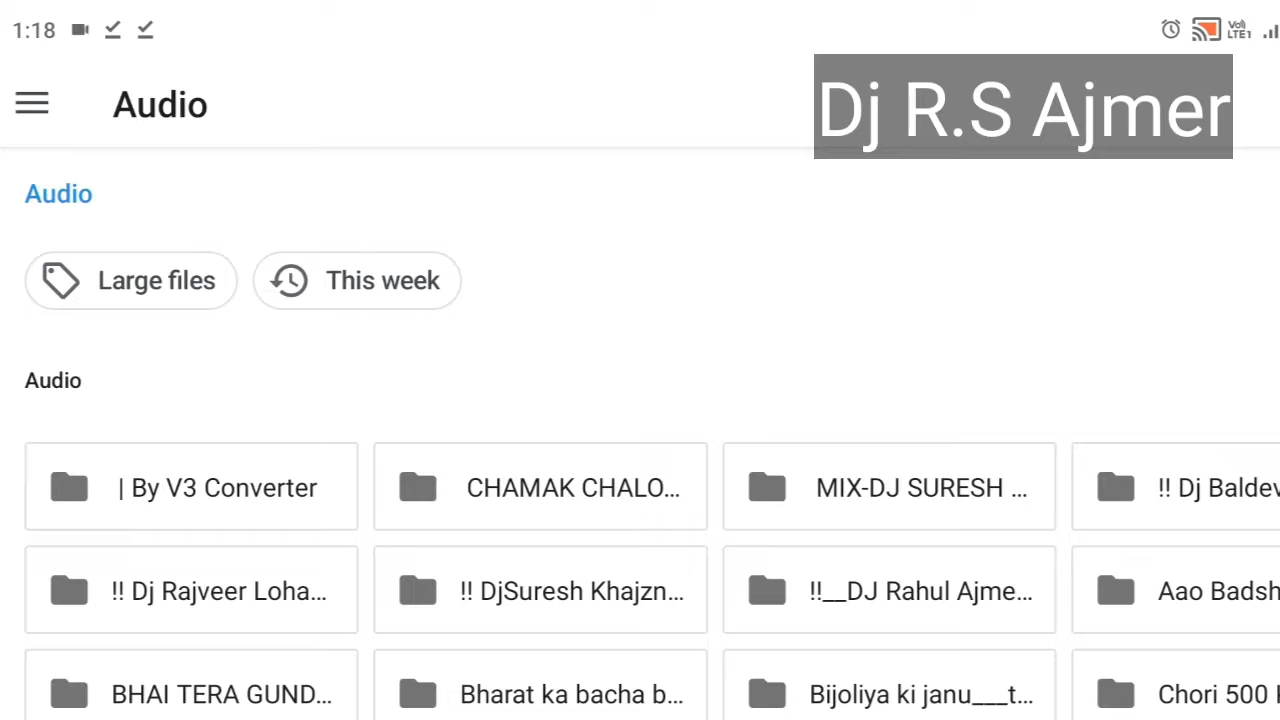 1:18
Vol) LTE1
Audio
Dj R.S Ajmer
Audio
Large files
This week
Audio
| By V3 Converter
CHAMAK CHALO...
MIX-DJ SURESH ...
!! Dj Baldev
!! Dj Rajveer Loha...
!! DjSuresh Khajzn...
!!__DJ Rahul Ajme...
Aao Badsh
BHAI TERA GUND...
Bharat ka bacha b...
Bijoliya ki janu___t...
Chori 500